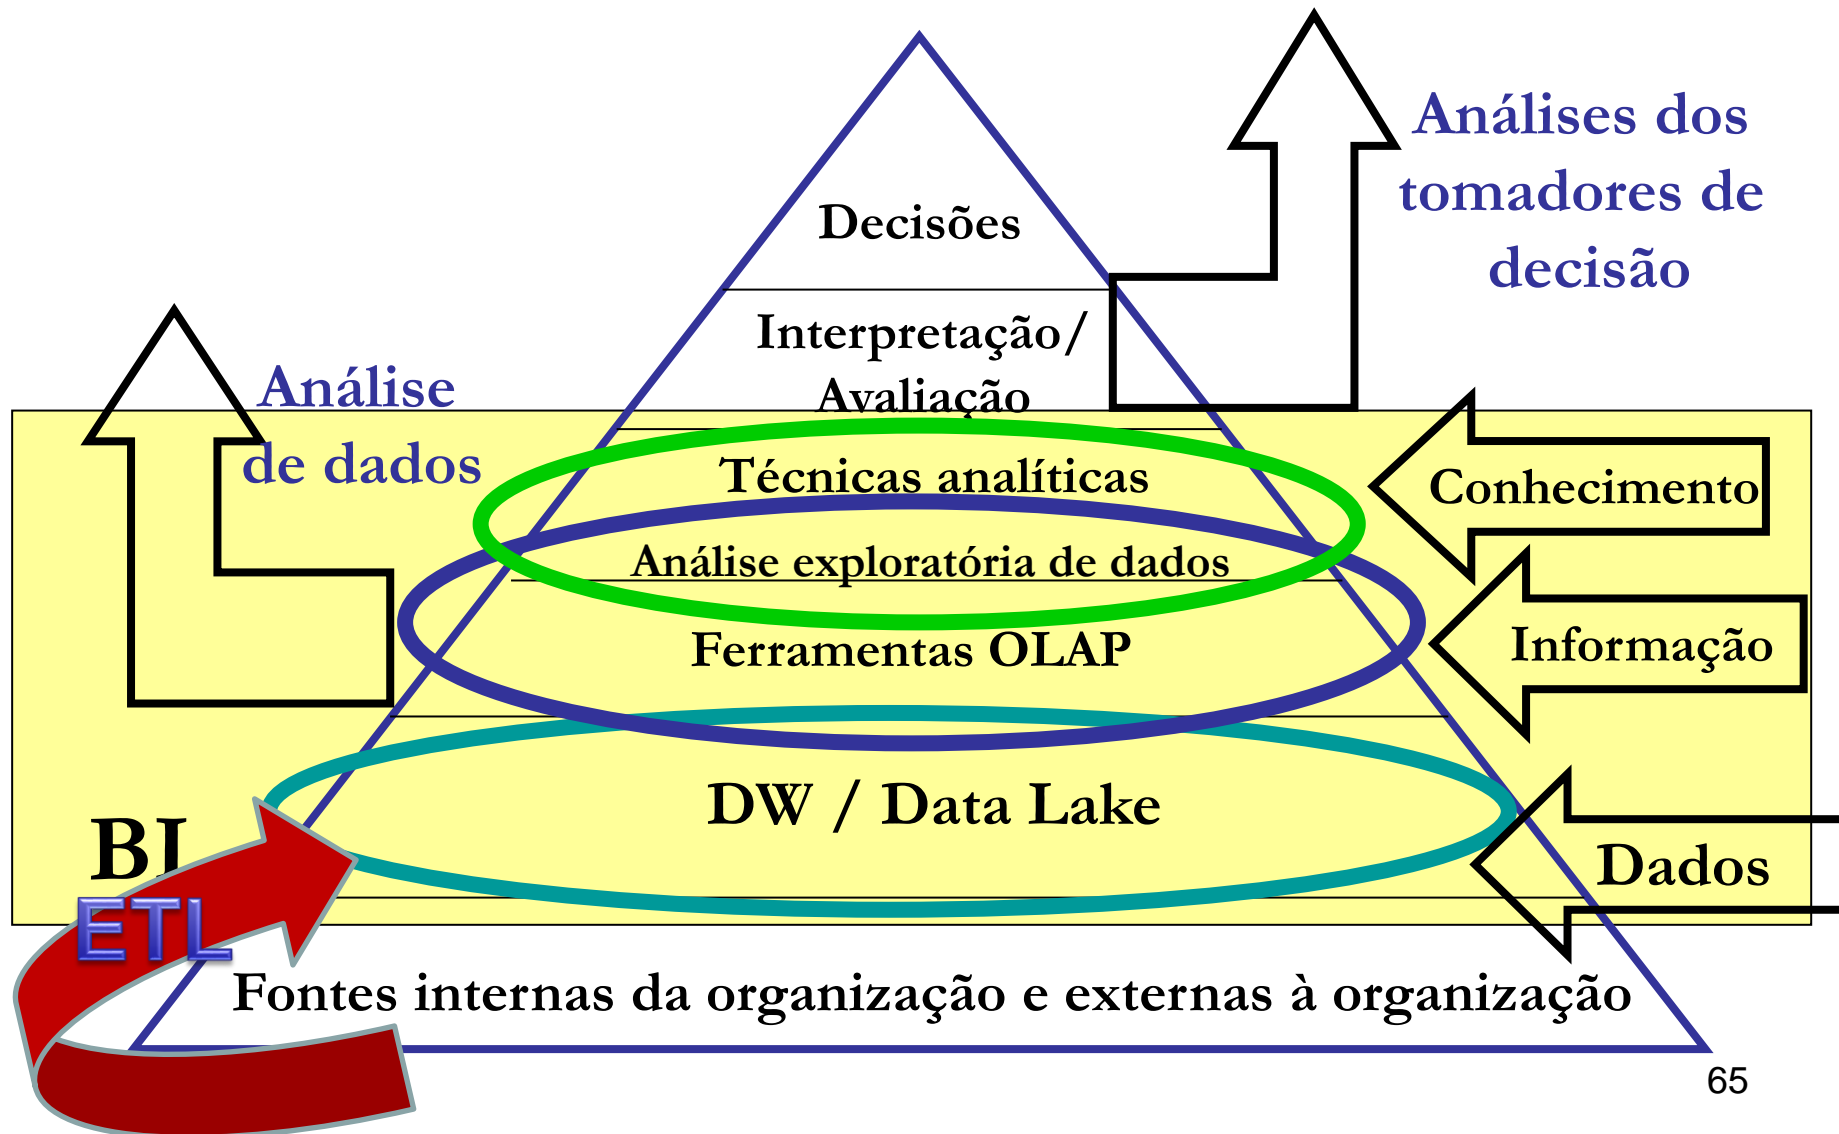 Decisões
Análises dos
tomadores de
decisão
Interpretação/
Avaliação
Análise
de dados
Técnicas analíticas
Conhecimento
Análise exploratória de dados
Ferramentas OLAP
Informação
DW / Data Lake
BI
Dados
ETL
Fontes internas da organização e externas à organização
65